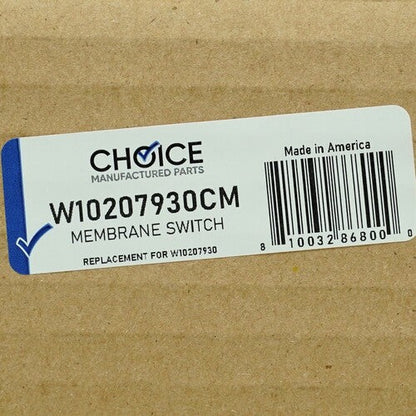 CHOICE
MANUFACTURED PARTS
W10207930CM
MEMBRANE SWITCH
REPLACEMENT FOR W10207930
Made in America
8 10032 86800 0